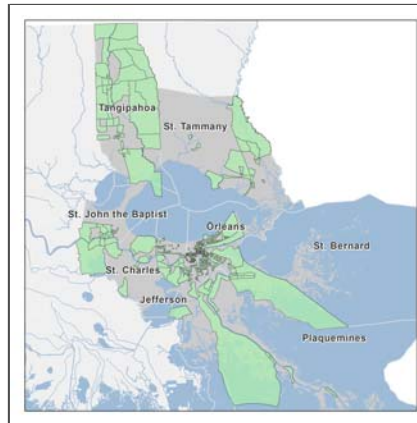 Tangipahoa
St. Tammany
St. John the Baptist
Orleans
St. Bernard
St. Charles
Jefferson
Plaquemines